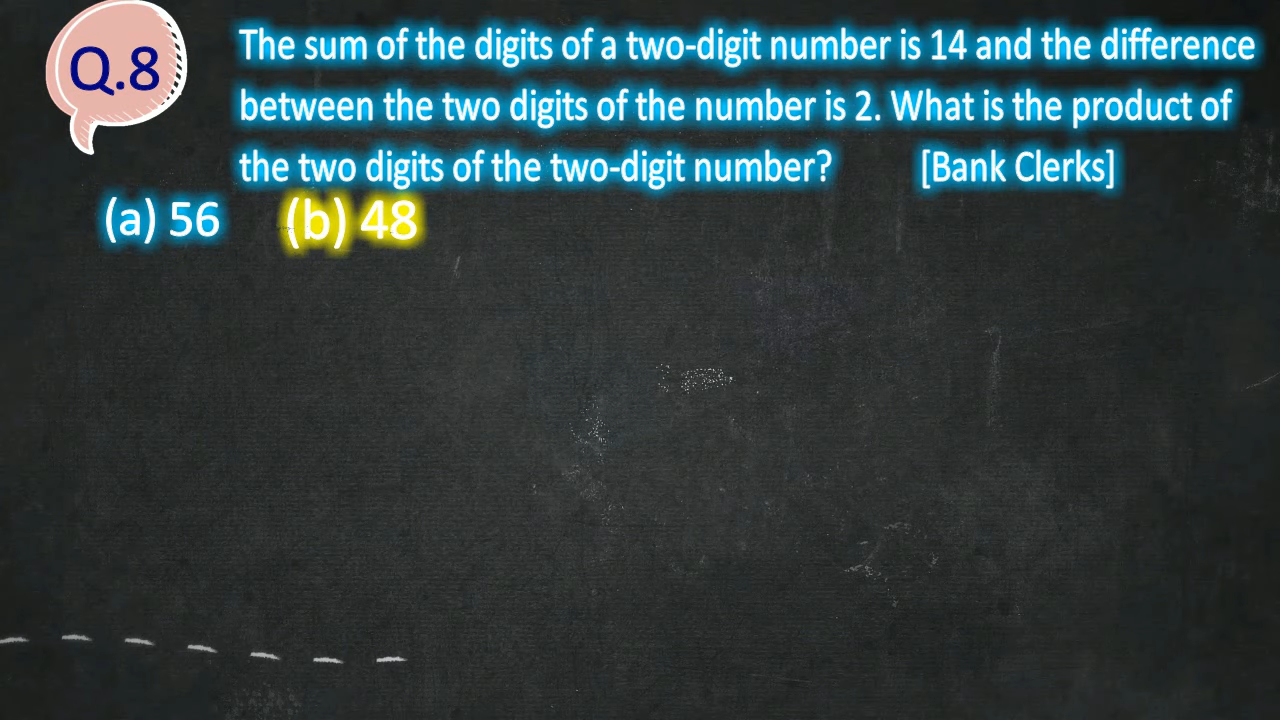 Q.8
The sum of the digits of a two-digit number is 14 and the difference
between the two digits of the number is 2. What is the product of
the two digits of the two-digit number? [Bank Clerks]
(a) 56 (b) 48